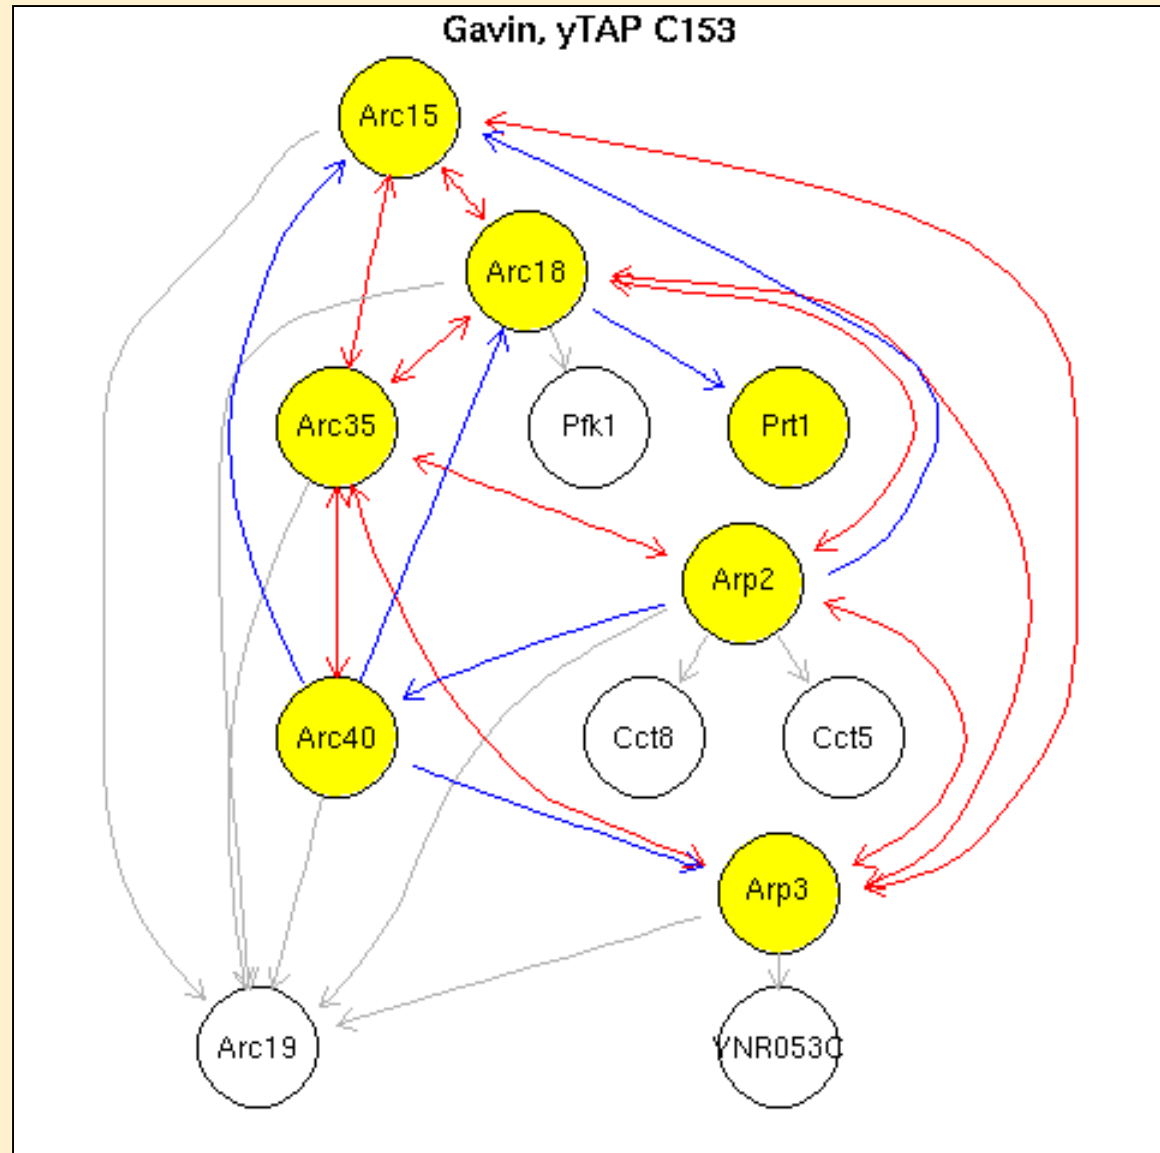 Gavin, yTAP C153
Arc15
Arc18
Arc35
Pfk1
Prt1
Arp2
Arc40
Cct8
Cct5
Arp3
Arc19
YNR053C